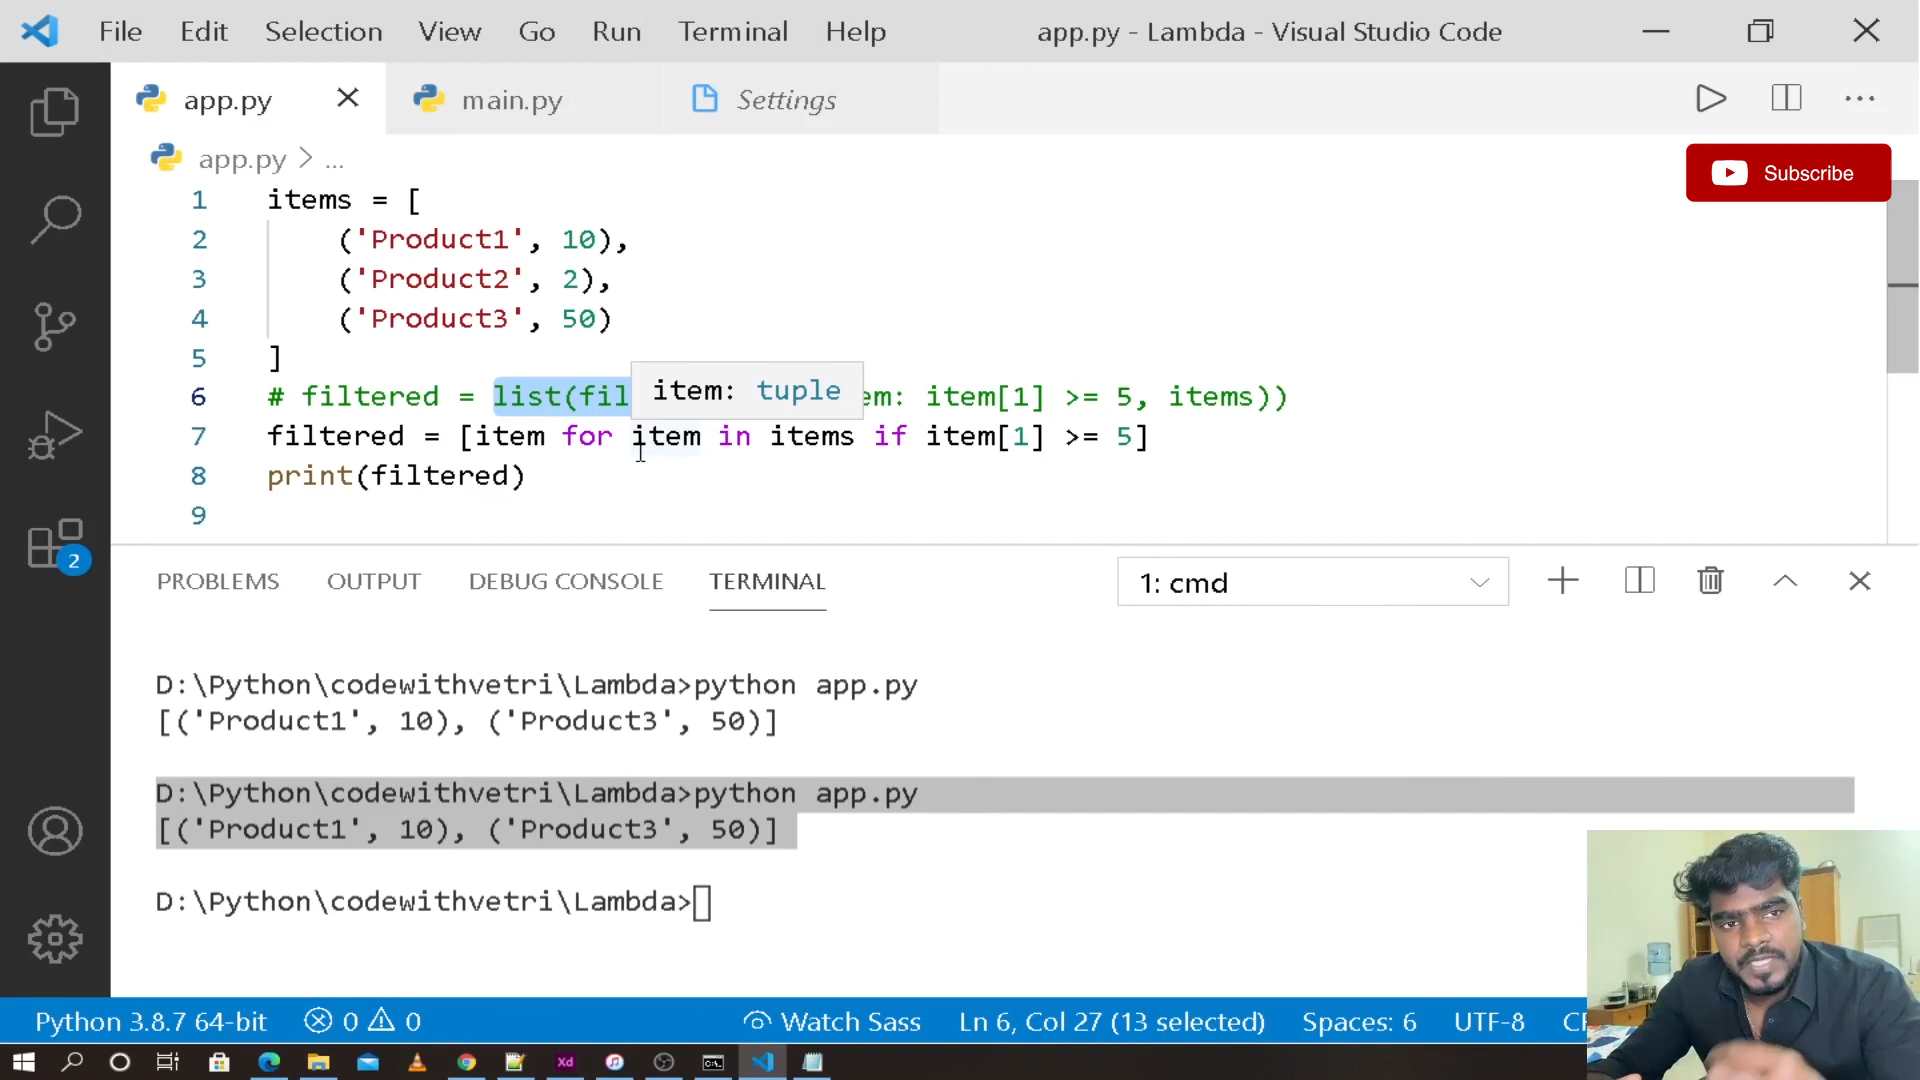 File Edit Selection View Go Run Terminal Help app.py - Lambda - Visual Studio Code
app.py main.py Settings
app.py > ...
Subscribe
1 items = [
2 ('Product1', 10),
3 ('Product2', 2),
4 ('Product3', 50)
5 ]
item: tuple
6 # filtered = list(fil em: item[1] >= 5, items))
7 filtered = [item for item in items if item[1] >= 5]
8 print(filtered)
9
2
PROBLEMS OUTPUT DEBUG CONSOLE TERMINAL 1: cmd
D:\Python\codewithvetri\Lambda>python app.py
[('Product1', 10), ('Product3', 50)]
D:\Python\codewithvetri\Lambda>python app.py
[('Product1', 10), ('Product3', 50)]
D:\Python\codewithvetri\Lambda>
Python 3.8.7 64-bit 0 0 Watch Sass Ln 6, Col 27 (13 selected) Spaces: 6 UTF-8
Xd